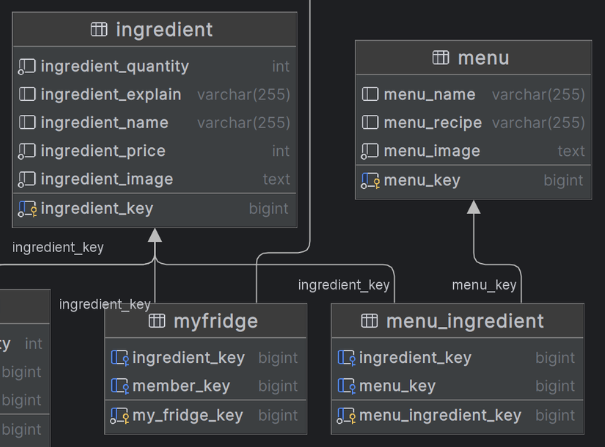 ingredient
ingredient_quantity int
ingredient_explain varchar(255)
ingredient_name varchar(255)
ingredient_price int
ingredient_image text
ingredient_key bigint
menu
menu_name varchar(255)
menu_recipe varchar(255)
menu_image text
menu_key bigint
ingredient_key
ingredient_key
ingredient_key
menu_key
ty int
bigint
bigint
bigint
myfridge
ingredient_key bigint
member_key bigint
my_fridge_key bigint
menu_ingredient
ingredient_key bigint
menu_key bigint
menu_ingredient_key bigint